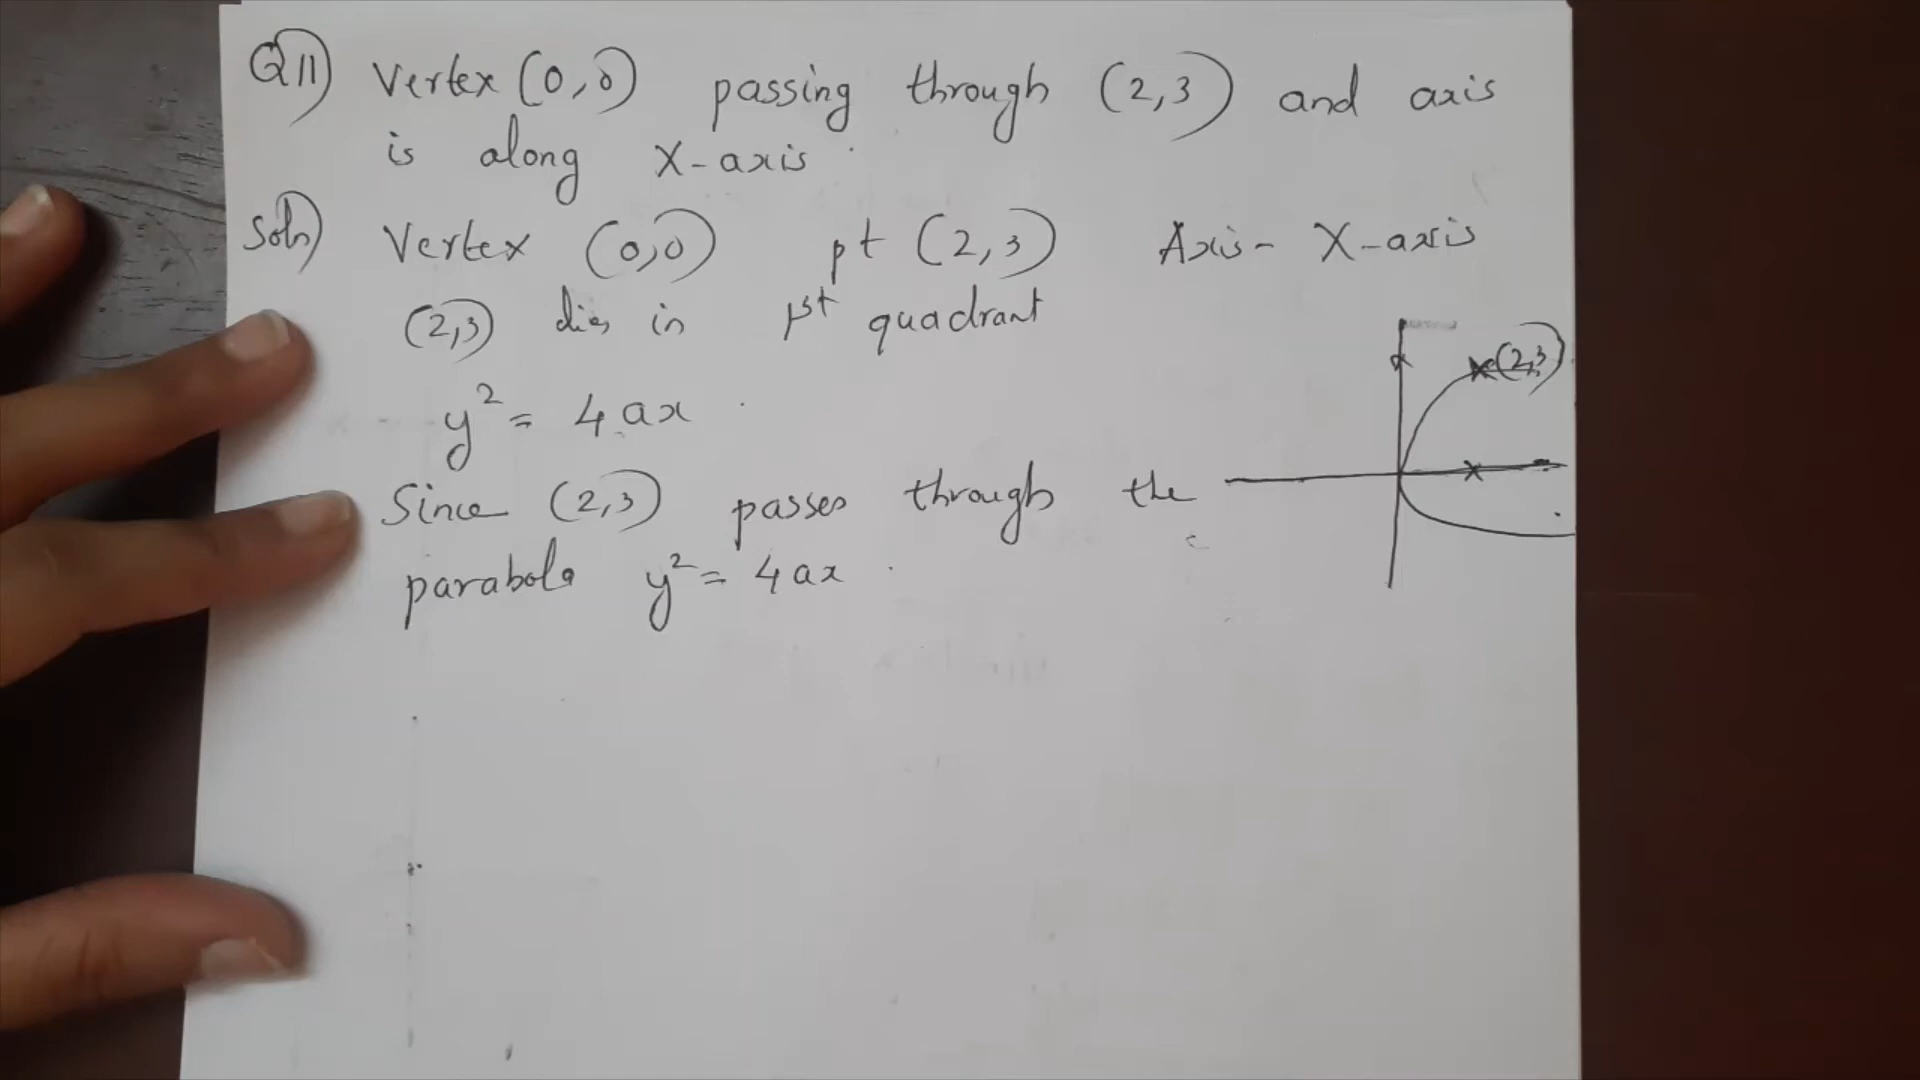 Q11) Vertex (0,0) passing through (2,3) and axis
is along X-axis.
Soln) Vertex (0,0) pt (2,3) Axis - X-axis
(2,3) lies in 1st quadrant
(2,3)
y² = 4ax
Since (2,3) passes through the
parabola y² = 4ax